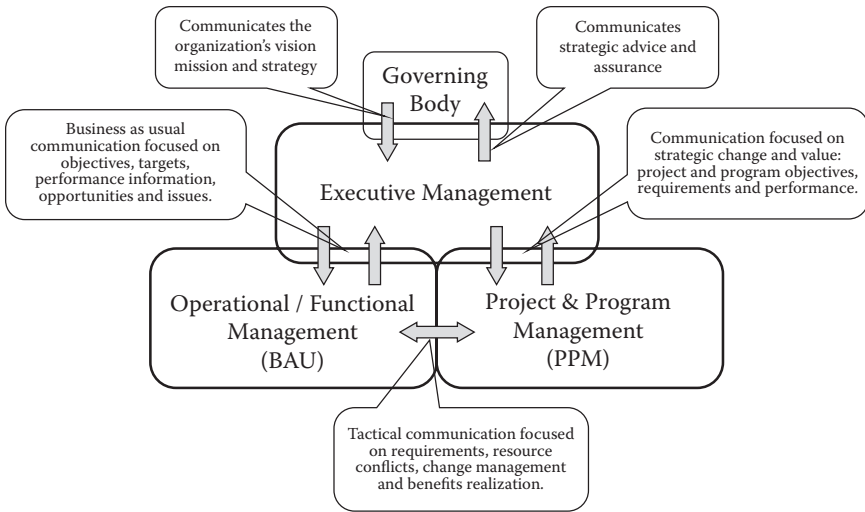 Communicates the
organization's vision
mission and strategy
Communicates
strategic advice and
assurance
Governing
Body
Business as usual
communication focused on
objectives, targets,
performance information,
opportunities and issues.
Communication focused on
strategic change and value:
project and program objectives,
requirements and performance.
Executive Management
Operational / Functional
Management
(BAU)
Project & Program
Management
(PPM)
Tactical communication focused
on requirements, resource
conflicts, change management
and benefits realization.